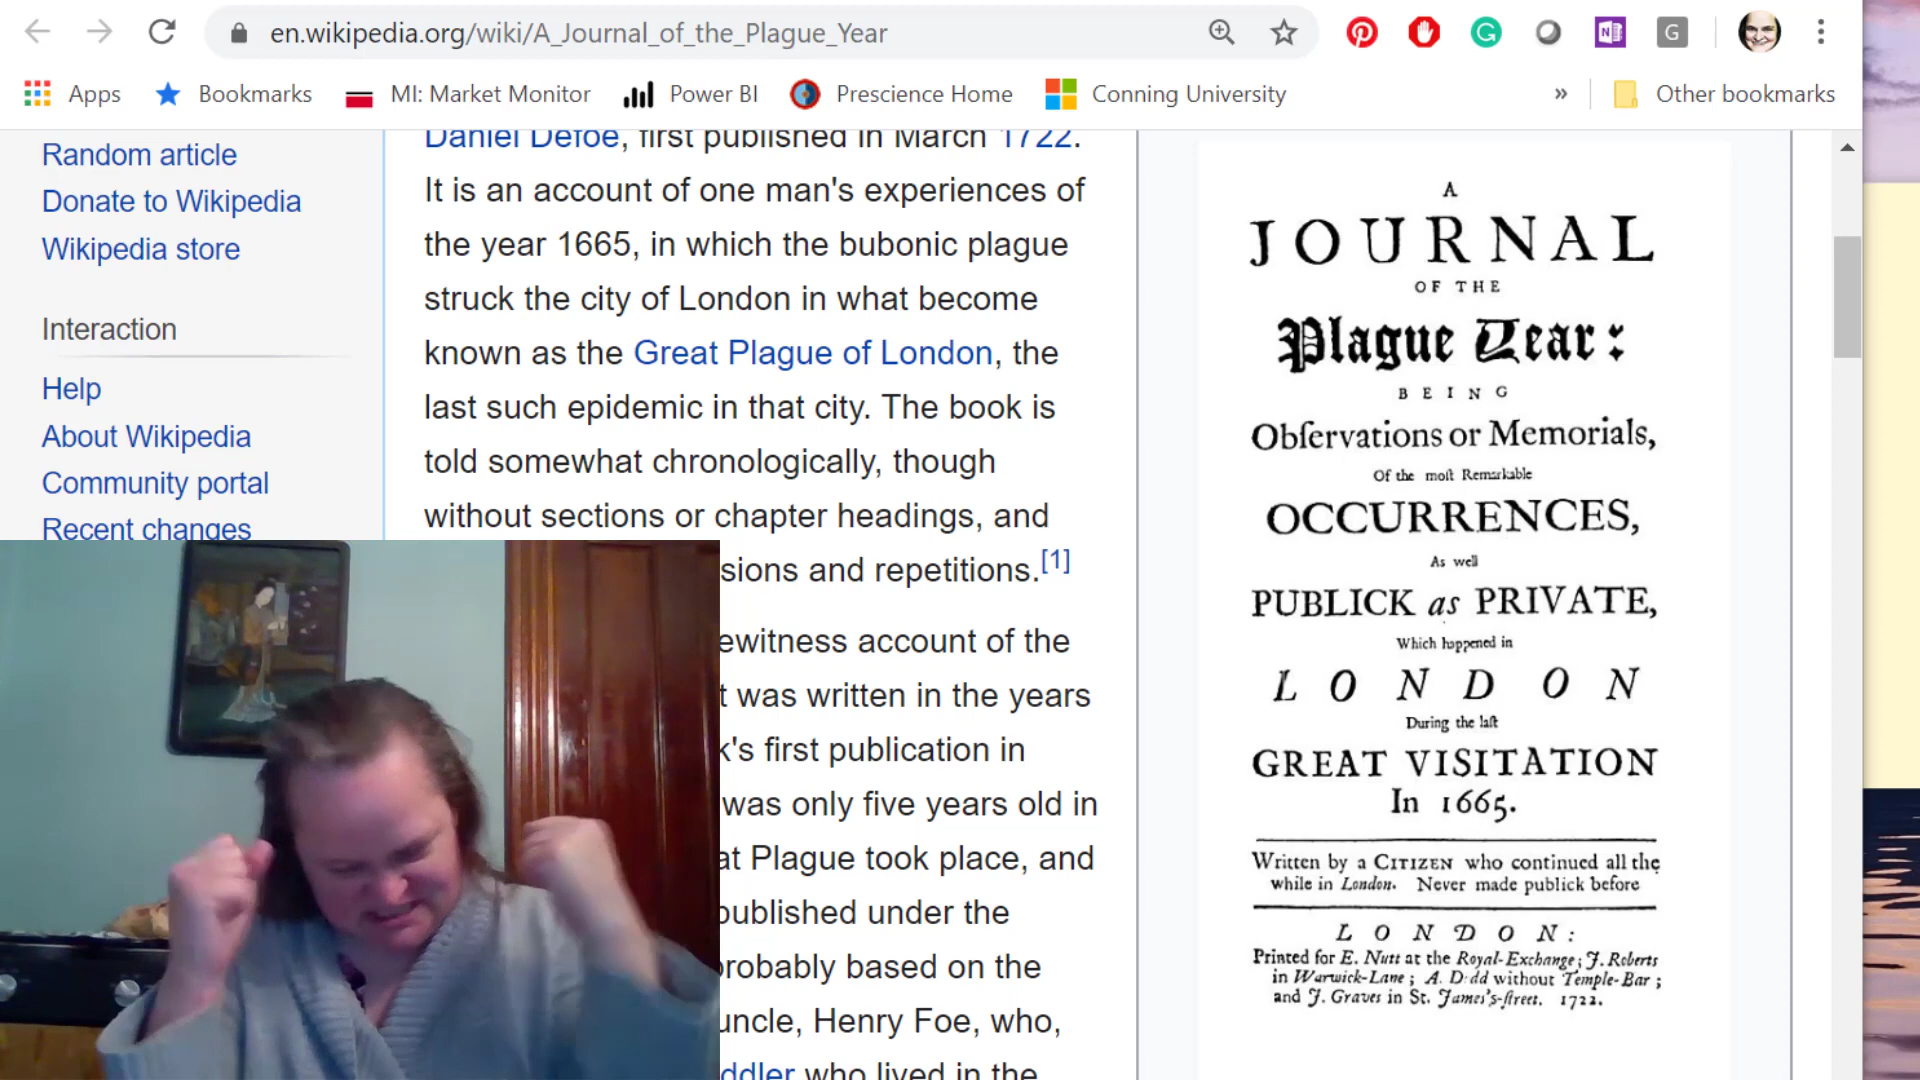 en.wikipedia.org/wiki/A_Journal_of_the_Plague_Year
Apps Bookmarks MI: Market Monitor Power BI Prescience Home Conning University » Other bookmarks
Random article
Donate to Wikipedia
Wikipedia store
Interaction
Help
About Wikipedia
Community portal
Recent changes
Daniel Defoe, first published in March 1722.
It is an account of one man's experiences of
the year 1665, in which the bubonic plague
struck the city of London in what become
known as the Great Plague of London, the
last such epidemic in that city. The book is
told somewhat chronologically, though
without sections or chapter headings, and
sions and repetitions.[1]
ewitness account of the
t was written in the years
k's first publication in
was only five years old in
at Plague took place, and
published under the
probably based on the
uncle, Henry Foe, who,
ddler who lived in the
A
JOURNAL
OF THE
Plague Year:
BEING
Obſervations or Memorials,
Of the moſt Remarkable
OCCURRENCES,
As well
PUBLICK as PRIVATE,
Which happened in
LONDON
During the laſt
GREAT VISITATION
In 1665.
Written by a CITIZEN who continued all the
while in London. Never made publick before
LONDON:
Printed for E. Nutt at the Royal-Exchange; J. Roberts
in Warwick-Lane; A. Dodd without Temple-Bar;
and J. Graves in St. James's-ſtreet. 1722.